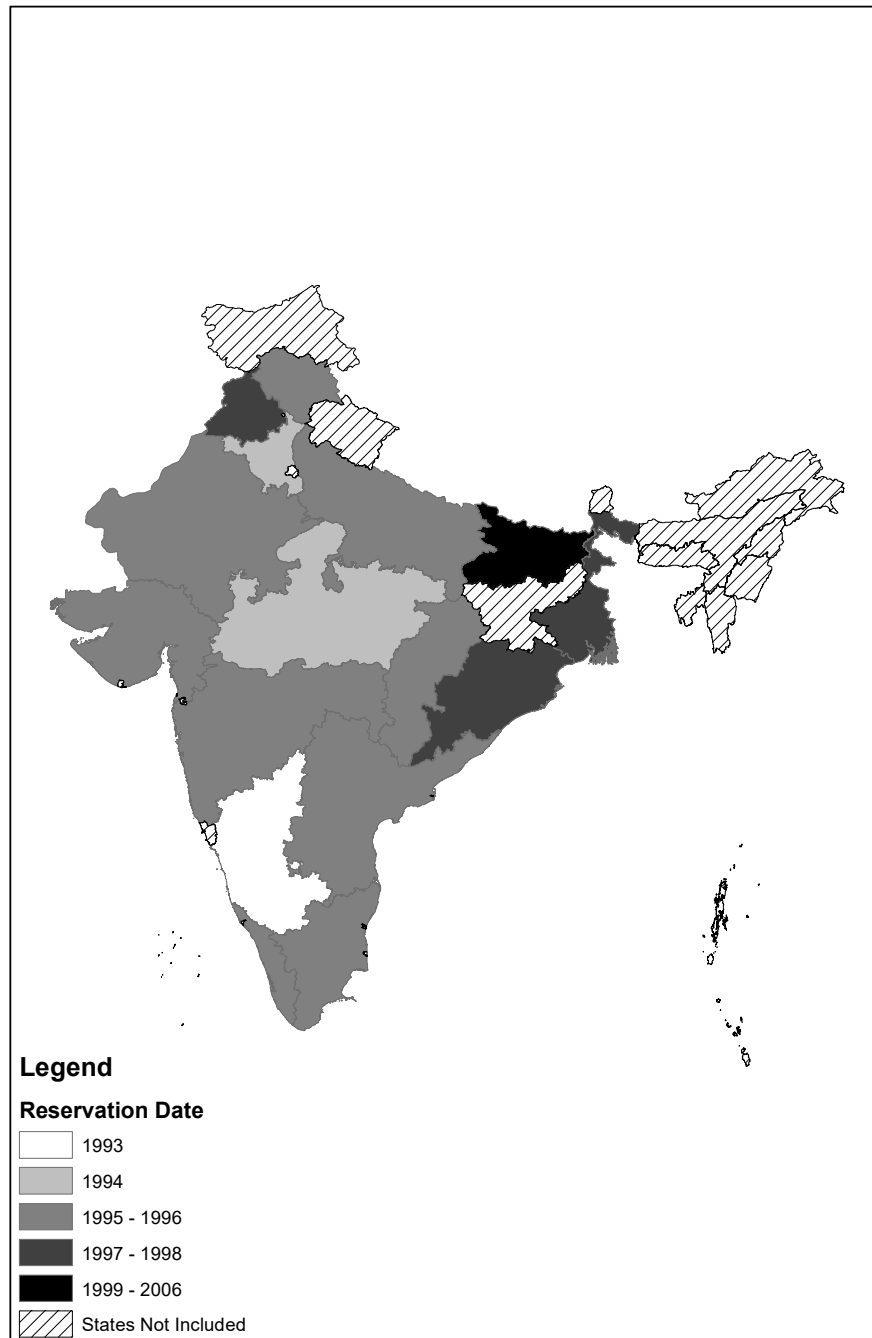 Legend
Reservation Date
1993
1994
1995 - 1996
1997 - 1998
1999 - 2006
States Not Included